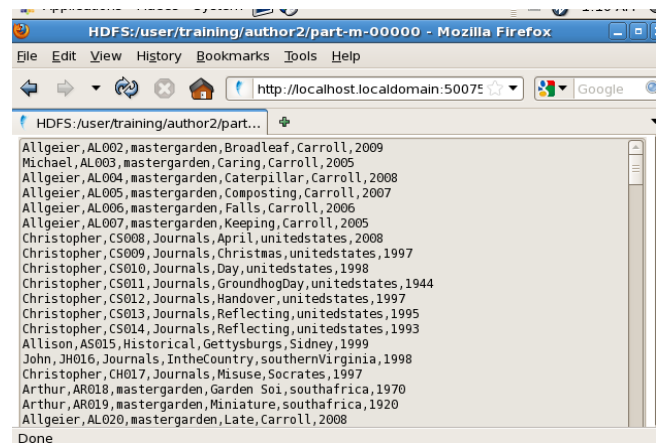 HDFS:/user/training/author2/part-m-00000 - Mozilla Firefox
File Edit View History Bookmarks Tools Help
http://localhost.localdomain:50075 Google
HDFS:/user/training/author2/part...
Allgeier,AL002,mastergarden,Broadleaf,Carroll,2009
Michael,AL003,mastergarden,Caring,Carroll,2005
Allgeier,AL004,mastergarden,Caterpillar,Carroll,2008
Allgeier,AL005,mastergarden,Composting,Carroll,2007
Allgeier,AL006,mastergarden,Falls,Carroll,2006
Allgeier,AL007,mastergarden,Keeping,Carroll,2005
Christopher,CS008,Journals,April,unitedstates,2008
Christopher,CS009,Journals,Christmas,unitedstates,1997
Christopher,CS010,Journals,Day,unitedstates,1998
Christopher,CS011,Journals,GroundhogDay,unitedstates,1944
Christopher,CS012,Journals,Handover,unitedstates,1997
Christopher,CS013,Journals,Reflecting,unitedstates,1995
Christopher,CS014,Journals,Reflecting,unitedstates,1993
Allison,AS015,Historical,Gettysburgs,Sidney,1999
John,JH016,Journals,IntheCountry,southernVirginia,1998
Christopher,CH017,Journals,Misuse,Socrates,1997
Arthur,AR018,mastergarden,Garden Soi,southafrica,1970
Arthur,AR019,mastergarden,Miniature,southafrica,1920
Allgeier,AL020,mastergarden,Late,Carroll,2008
Done